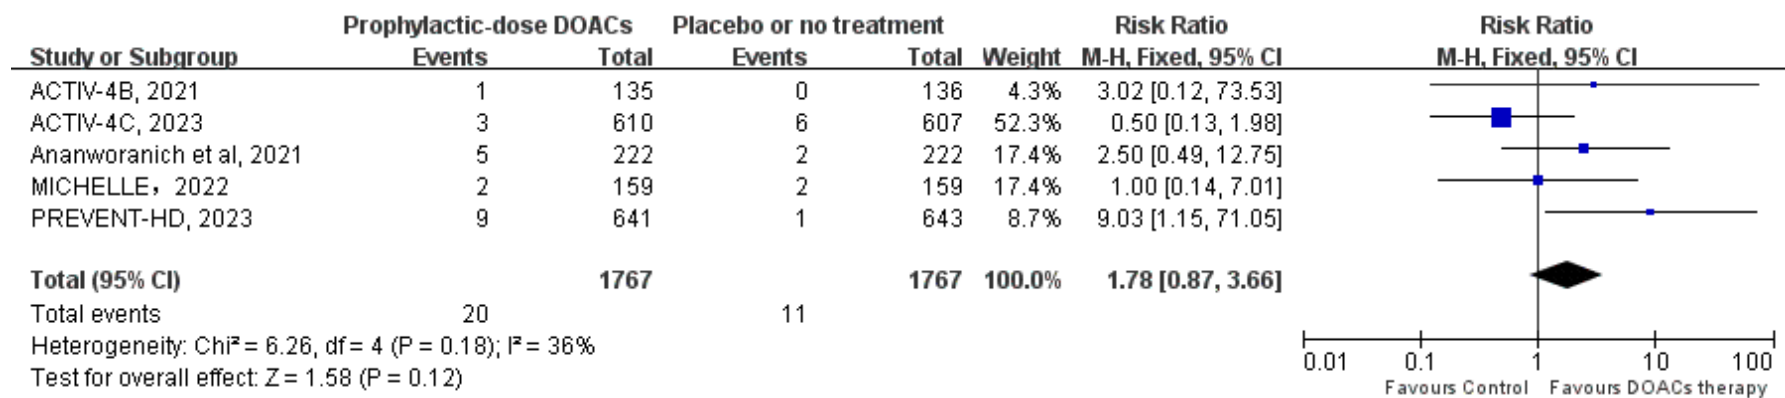 Prophylactic-dose DOACs Placebo or no treatment Risk Ratio Risk Ratio
Study or Subgroup Events Total Events Total Weight M-H, Fixed, 95% CI M-H, Fixed, 95% CI
ACTIV-4B, 2021 1 135 0 136 4.3% 3.02 [0.12, 73.53]
ACTIV-4C, 2023 3 610 6 607 52.3% 0.50 [0.13, 1.98]
Ananworanich et al, 2021 5 222 2 222 17.4% 2.50 [0.49, 12.75]
MICHELLE，2022 2 159 2 159 17.4% 1.00 [0.14, 7.01]
PREVENT-HD, 2023 9 641 1 643 8.7% 9.03 [1.15, 71.05]
Total (95% CI) 1767 1767 100.0% 1.78 [0.87, 3.66]
Total events 20 11
Heterogeneity: Chi² = 6.26, df = 4 (P = 0.18); I² = 36%
Test for overall effect: Z = 1.58 (P = 0.12)
0.01 0.1 1 10 100
Favours Control Favours DOACs therapy